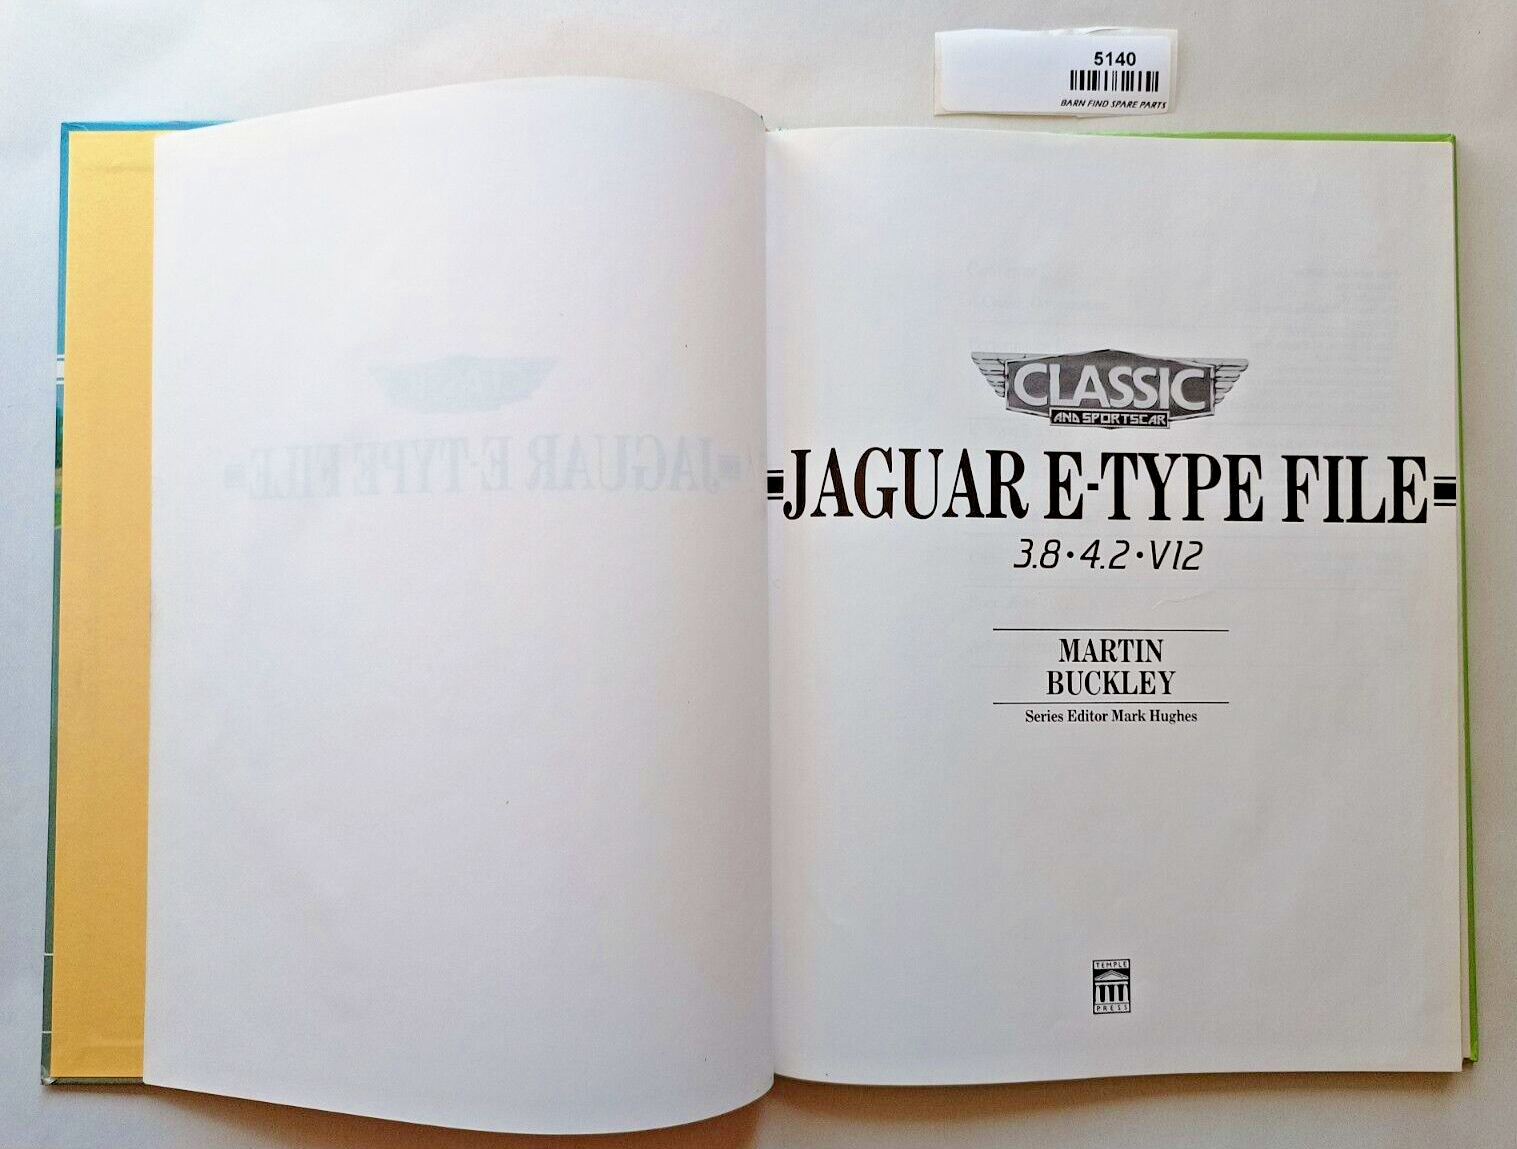 5140
BARN FIND SPARE PARTS
CLASSIC
AND SPORTSCAR
JAGUAR E-TYPE FILE
3.8·4.2·V12
MARTIN
BUCKLEY
Series Editor Mark Hughes
TEMPLE
PRESS